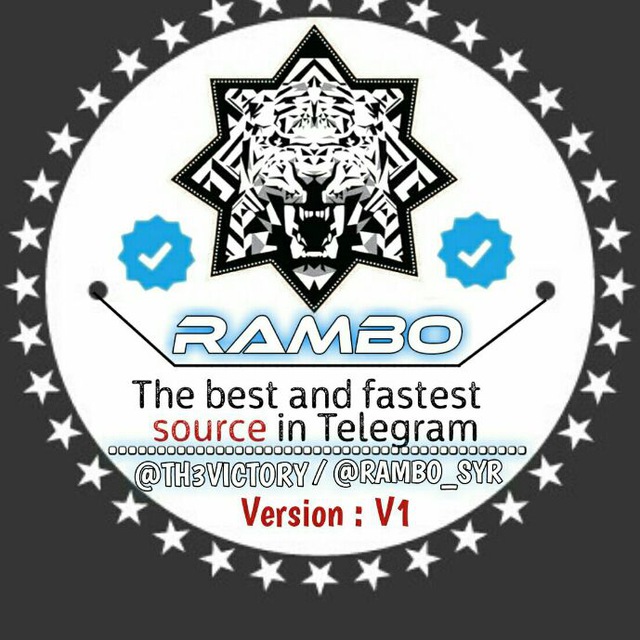 RAMBO
The best and fastest
source in Telegram
@TH3VICTORY / @RAMBO_SYR
Version : V1